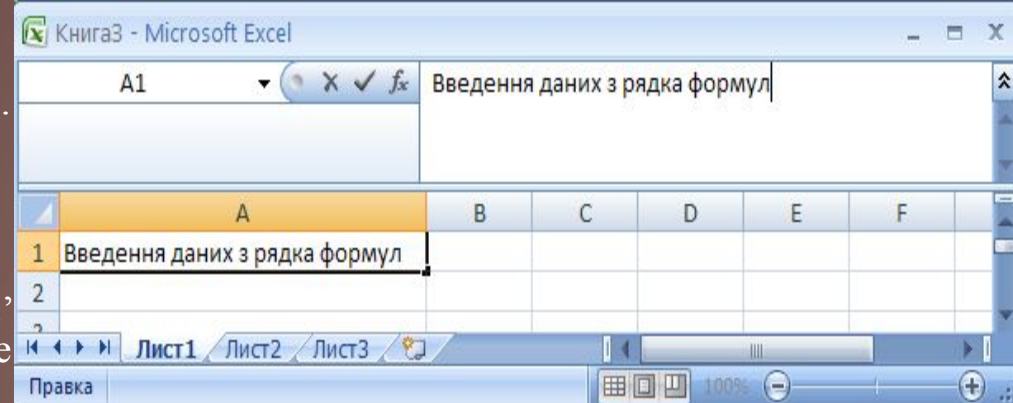 Книга3 - Microsoft Excel
A1 fx Введення даних з рядка формул
.
A B C D E F
1 Введення даних з рядка формул
2
,
е Лист1 Лист2 Лист3
Правка 100%